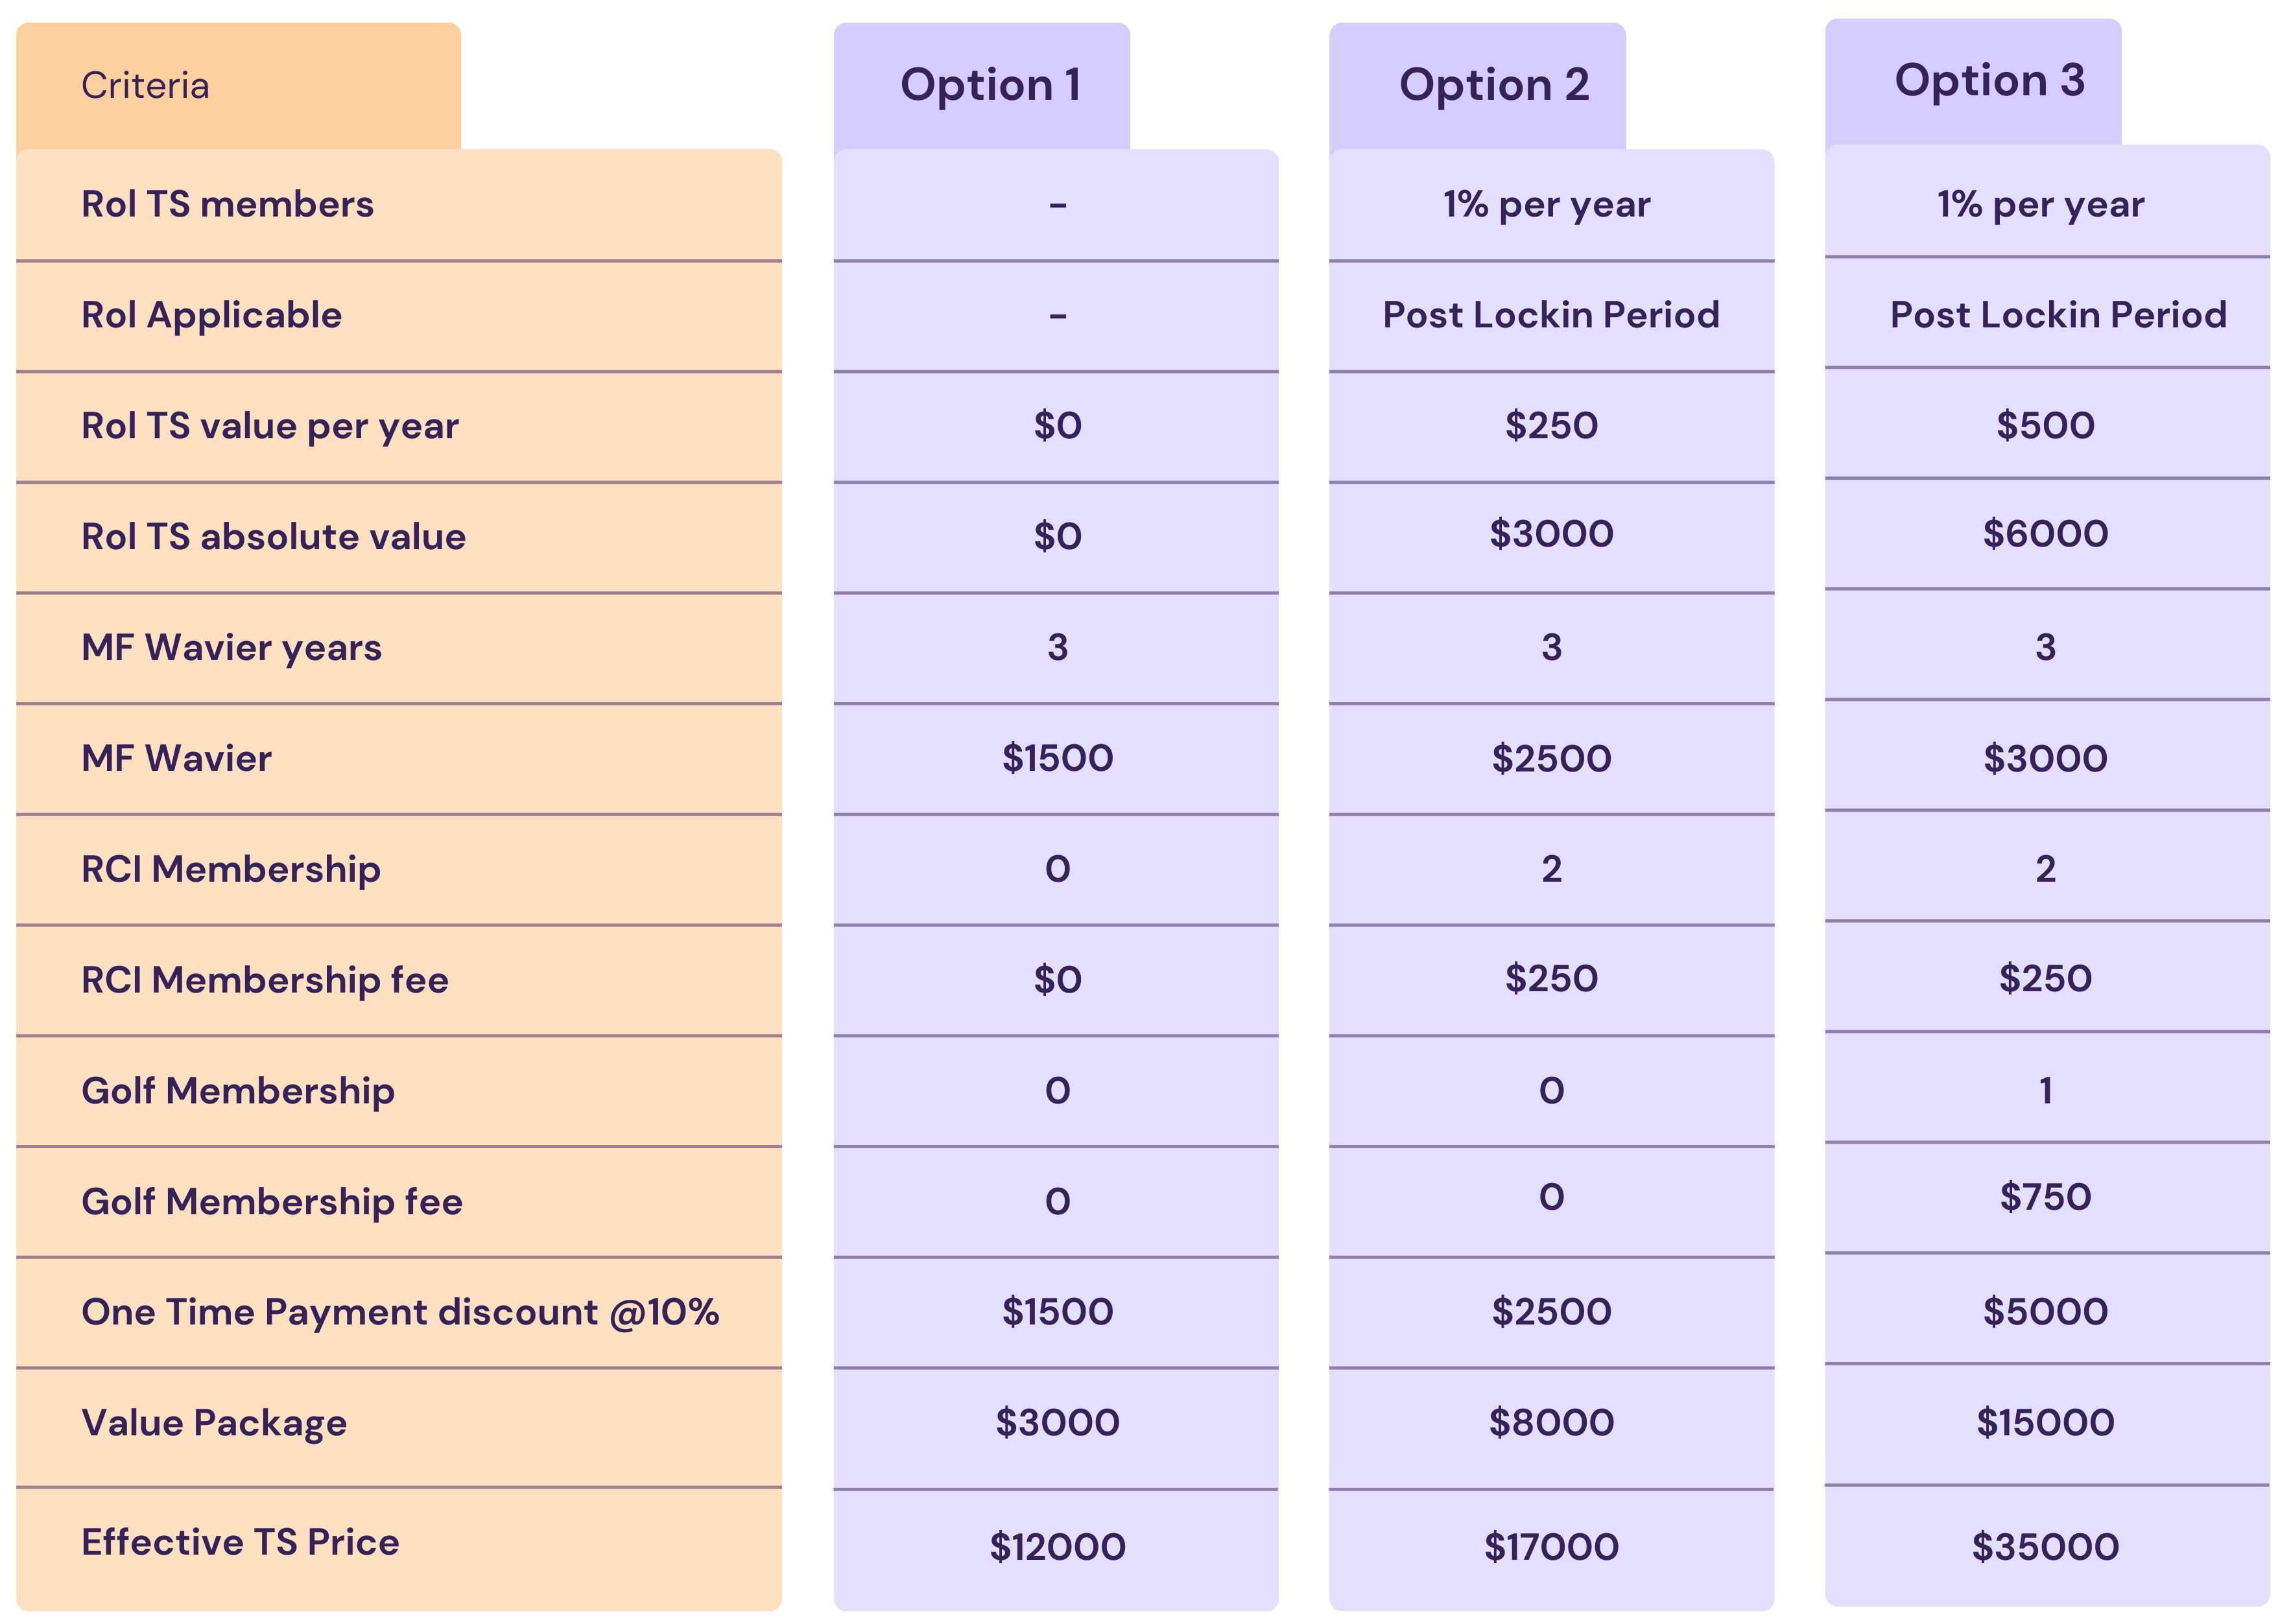 Criteria Option 1 Option 2 Option 3
RoI TS members - 1% per year 1% per year
RoI Applicable - Post Lockin Period Post Lockin Period
RoI TS value per year $0 $250 $500
RoI TS absolute value $0 $3000 $6000
MF Wavier years 3 3 3
MF Wavier $1500 $2500 $3000
RCI Membership 0 2 2
RCI Membership fee $0 $250 $250
Golf Membership 0 0 1
Golf Membership fee 0 0 $750
One Time Payment discount @10% $1500 $2500 $5000
Value Package $3000 $8000 $15000
Effective TS Price $12000 $17000 $35000